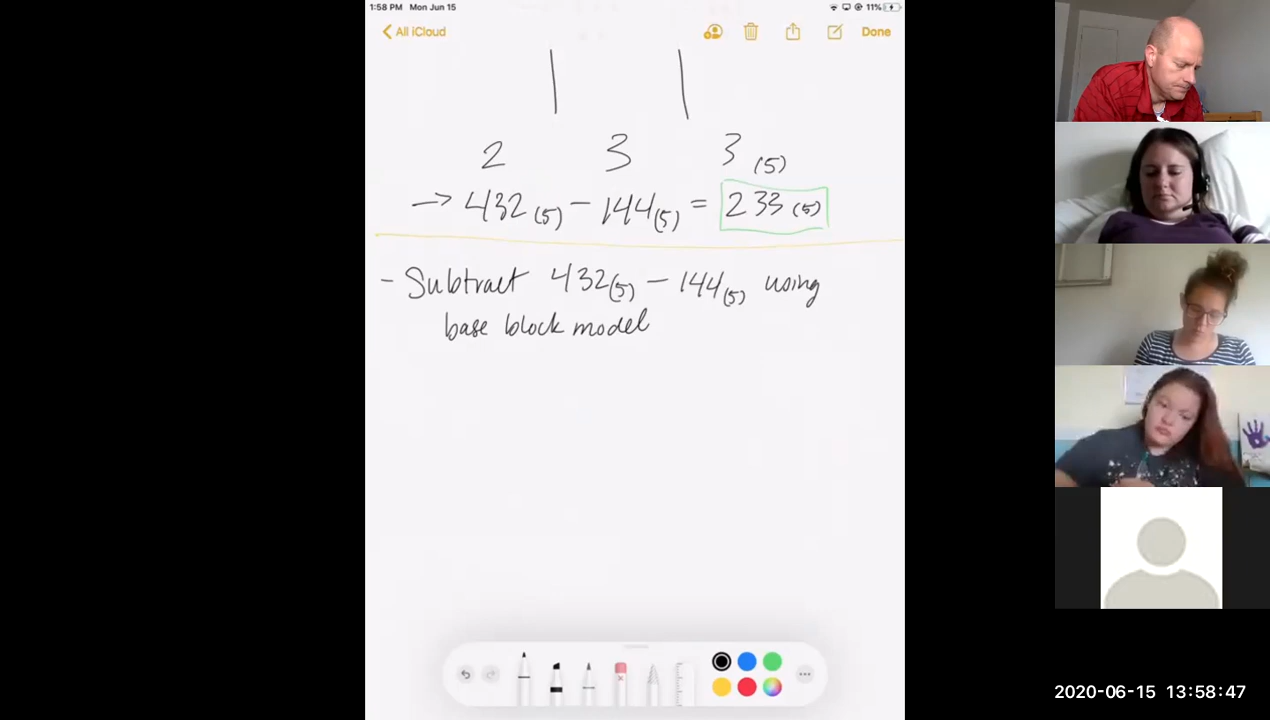 1:58 PM Mon Jun 15
11%
All iCloud
Done
2 3 3 (5)
→ 432 (5) − 144 (5) = 233 (5)
- Subtract 432 (5) − 144 (5) using
base block model
2020-06-15 13:58:47